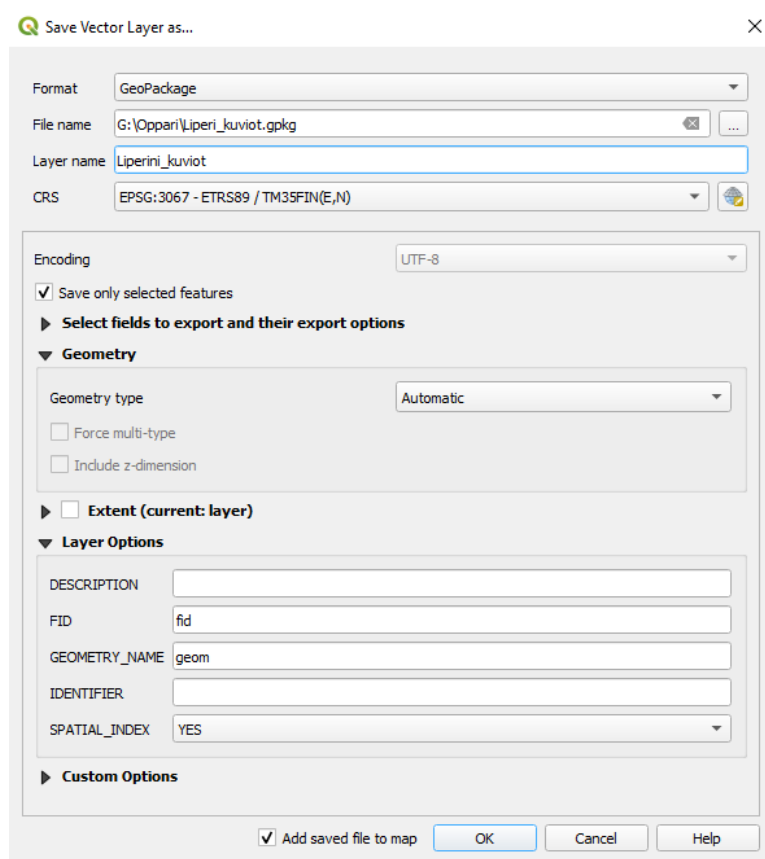 Save Vector Layer as...
Format GeoPackage
File name G:\Oppari\Liperi_kuviot.gpkg ...
Layer name Liperini_kuviot
CRS EPSG:3067 - ETRS89 / TM35FIN(E,N)
Encoding UTF-8
Save only selected features
Select fields to export and their export options
Geometry
Geometry type Automatic
Force multi-type
Include z-dimension
Extent (current: layer)
Layer Options
DESCRIPTION
FID fid
GEOMETRY_NAME geom
IDENTIFIER
SPATIAL_INDEX YES
Custom Options
Add saved file to map OK Cancel Help